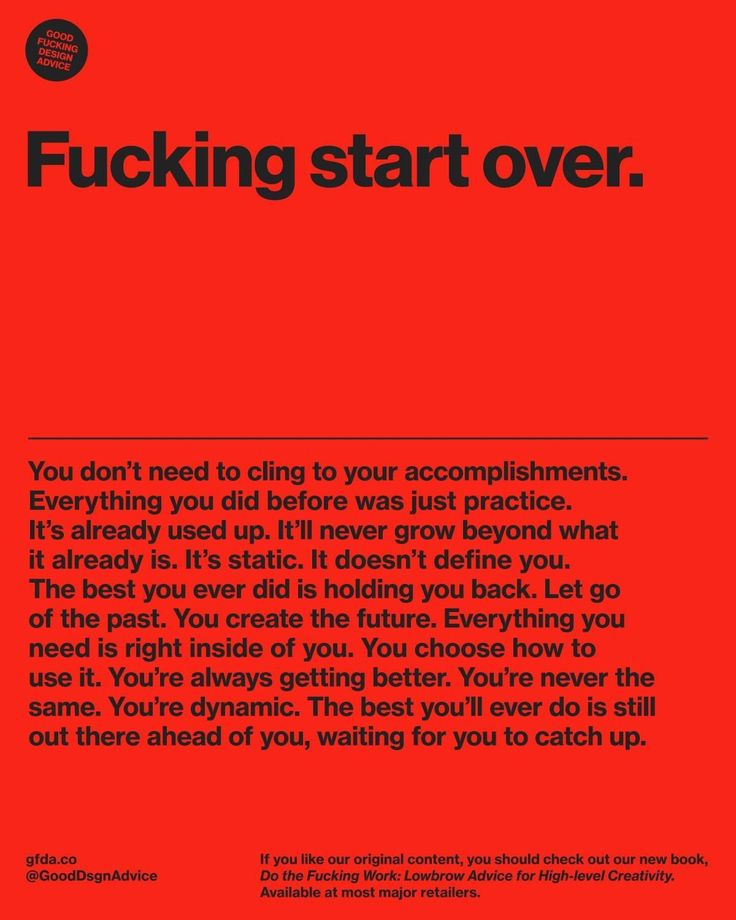 GOOD
FUCKING
DESIGN
ADVICE
Fucking start over.
You don’t need to cling to your accomplishments.
Everything you did before was just practice.
It’s already used up. It’ll never grow beyond what
it already is. It’s static. It doesn’t define you.
The best you ever did is holding you back. Let go
of the past. You create the future. Everything you
need is right inside of you. You choose how to
use it. You’re always getting better. You’re never the
same. You’re dynamic. The best you’ll ever do is still
out there ahead of you, waiting for you to catch up.
gfda.co
@GoodDsgnAdvice
If you like our original content, you should check out our new book,
Do the Fucking Work: Lowbrow Advice for High-level Creativity.
Available at most major retailers.